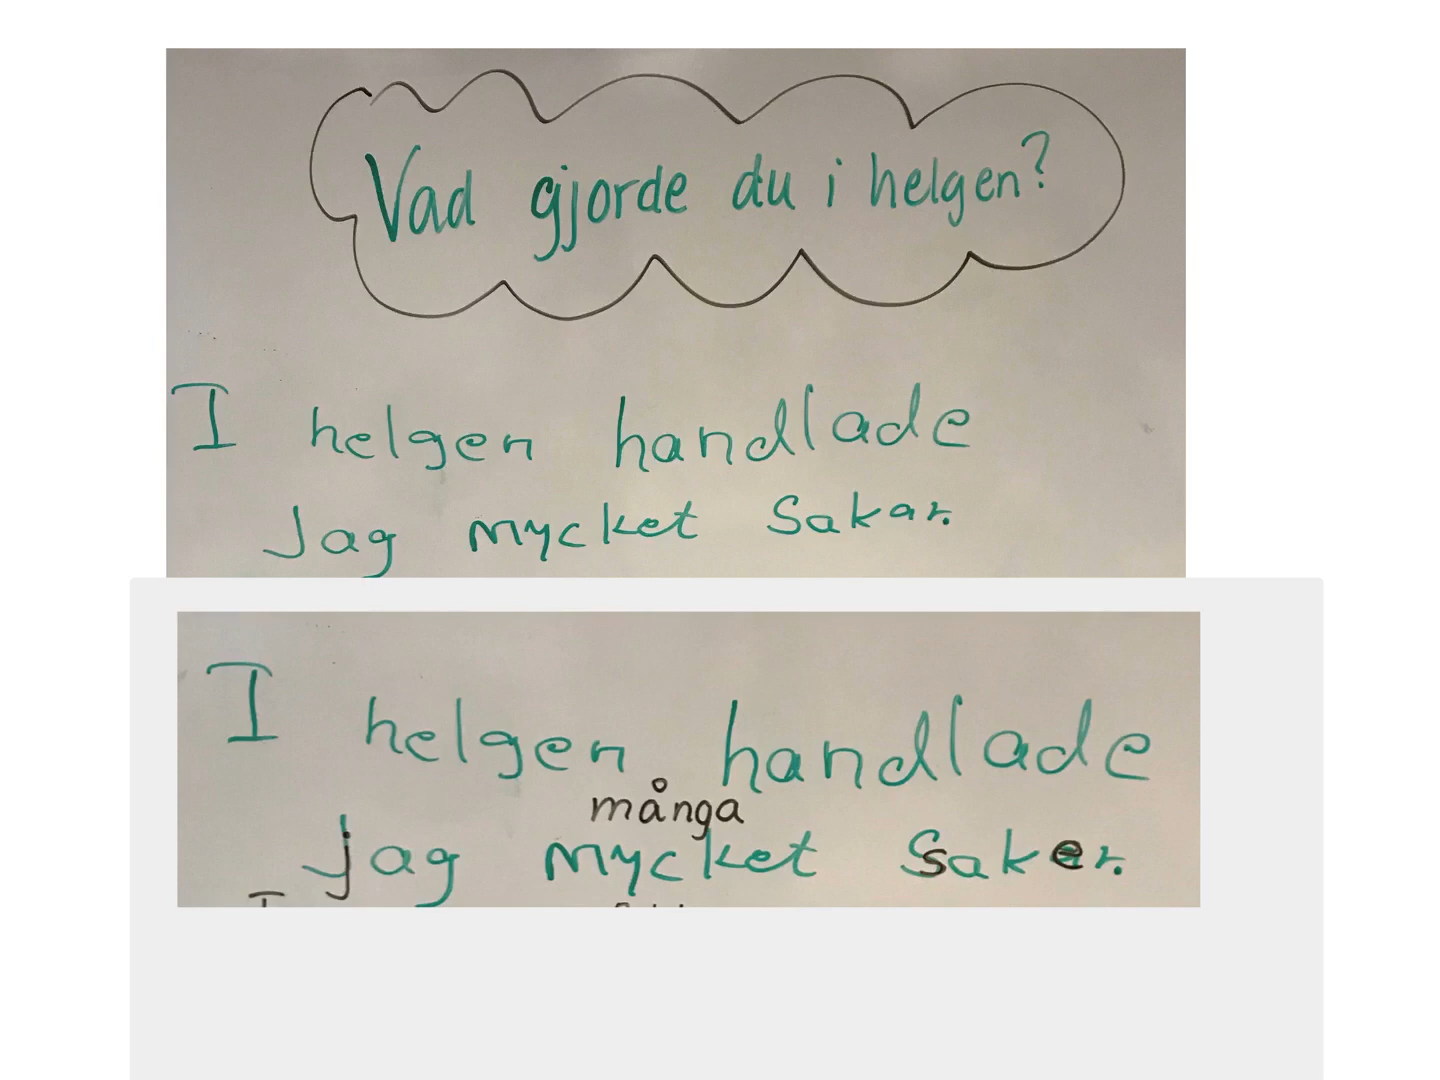 Vad gjorde du i helgen?
I helgen handlade
Jag mycket Sakar.
I helgen handlade
många
jag mycket saker.